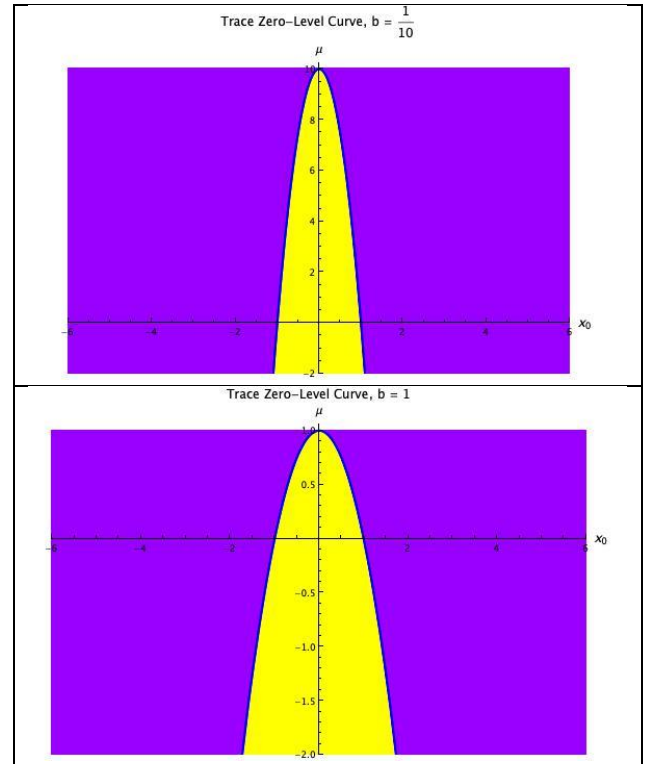 Trace Zero-Level Curve, b = 1/10
μ
10
8
6
4
2
-6 -4 -2 2 4 6 x₀
-2
Trace Zero-Level Curve, b = 1
μ
1.0
0.5
-6 -4 -2 2 4 6 x₀
-0.5
-1.0
-1.5
-2.0